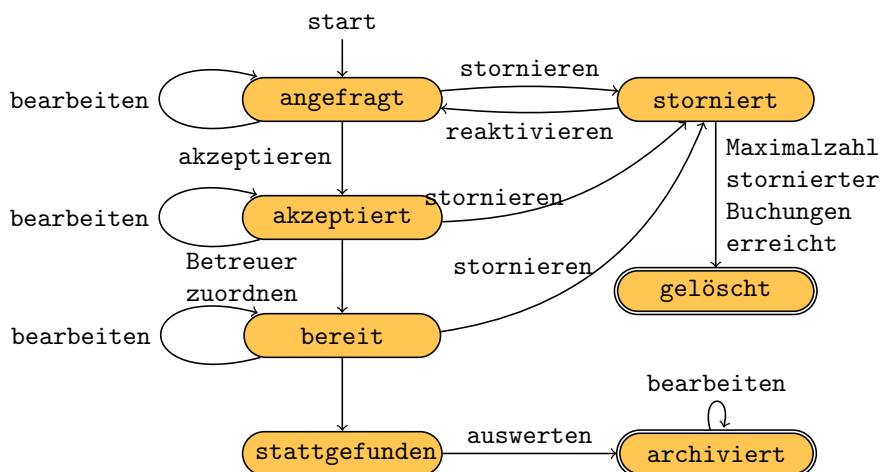 start
stornieren
bearbeiten
angefragt
storniert
reaktivieren
akzeptieren
Maximalzahl
stornierter
Buchungen
erreicht
stornieren
bearbeiten
akzeptiert
Betreuer
zuordnen
stornieren
gelöscht
bearbeiten
bereit
bearbeiten
auswerten
stattgefunden
archiviert